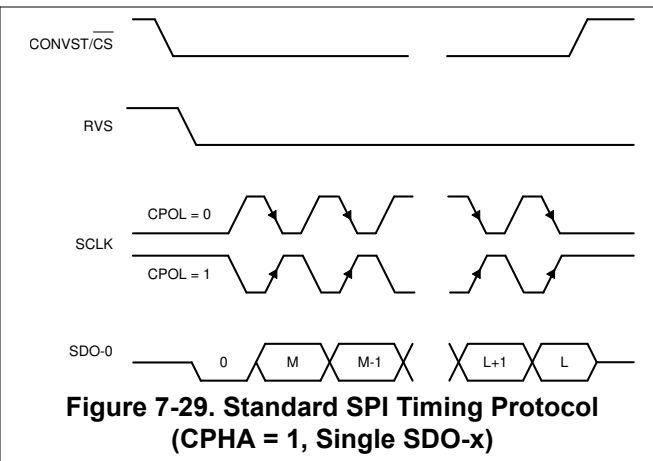 CONVST/CS
RVS
CPOL = 0
SCLK
CPOL = 1
SDO-0 0 M M-1 L+1 L
Figure 7-29. Standard SPI Timing Protocol
(CPHA = 1, Single SDO-x)